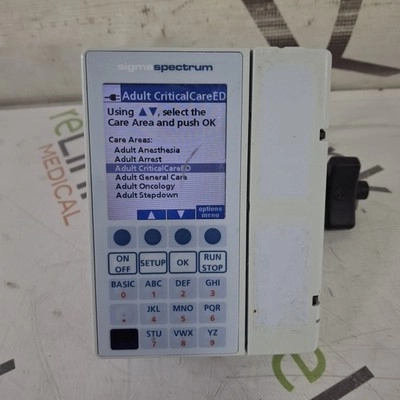 sigmaspectrum
Adult CriticalCareED
Using ▲▼, select the
Care Area and push OK
Care Areas:
Adult Anesthesia
Adult Arrest
Adult CriticalCareED
Adult General Care
Adult Oncology
Adult Stepdown
▲ ▼ options
menu
ON
OFF
SETUP
OK
RUN
STOP
BASIC ABC DEF GHI
0 1 2 3
. JKL MNO PQR
4 5 6
STU VWX YZ
7 8 9
reLINK
MEDICAL